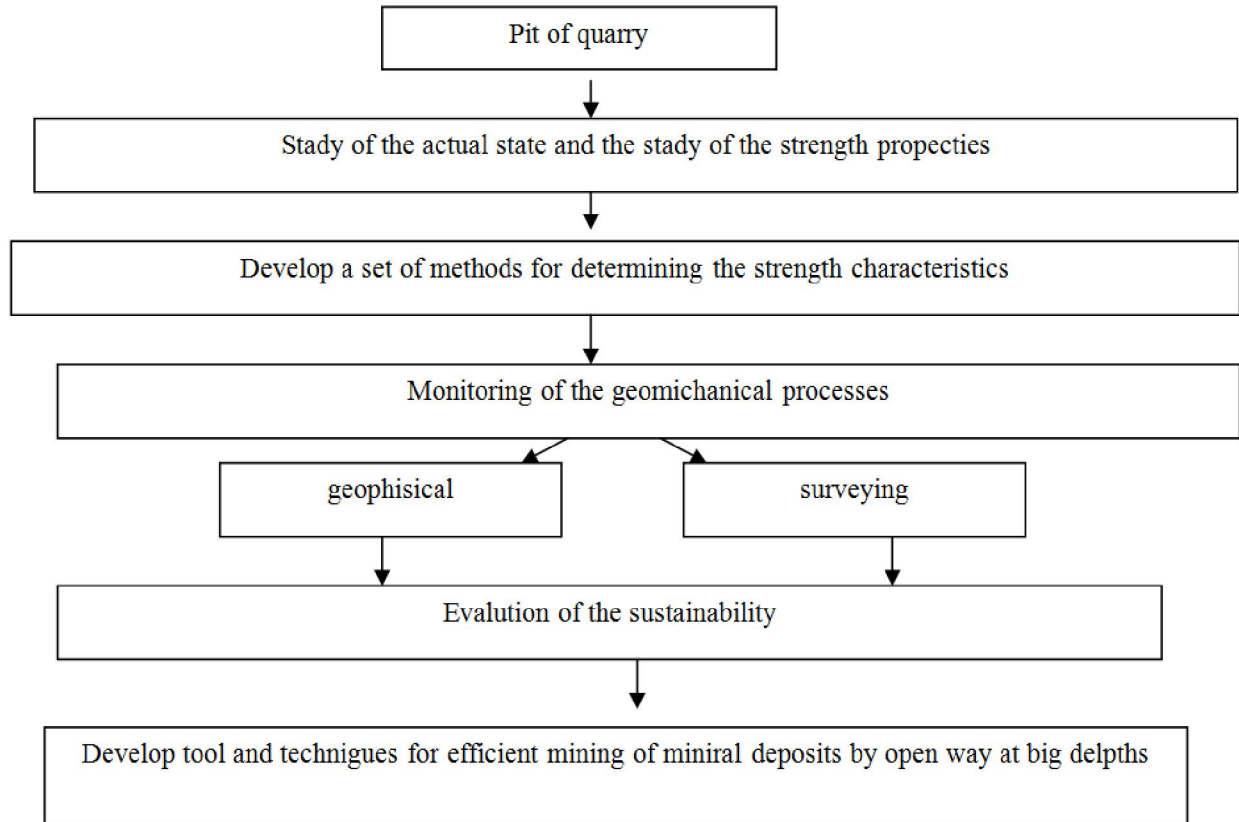 Pit of quarry
Stady of the actual state and the stady of the strength propecties
Develop a set of methods for determining the strength characteristics
Monitoring of the geomichanical processes
geophisical
surveying
Evalution of the sustainability
Develop tool and technigues for efficient mining of miniral deposits by open way at big delpths